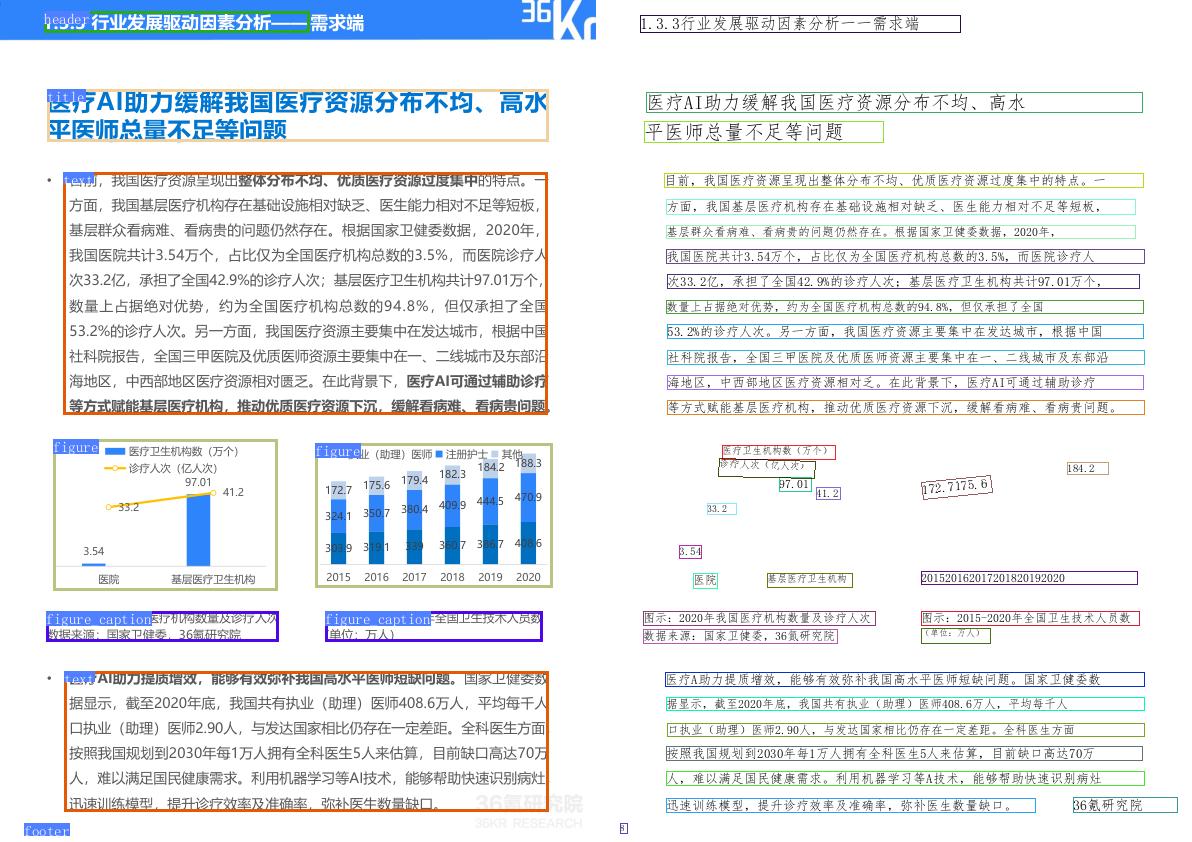 header
1.3.3 行业发展驱动因素分析——需求端
36Kr
title
医疗AI助力缓解我国医疗资源分布不均、高水
平医师总量不足等问题
text
• 目前，我国医疗资源呈现出整体分布不均、优质医疗资源过度集中的特点。一
方面，我国基层医疗机构存在基础设施相对缺乏、医生能力相对不足等短板，
基层群众看病难、看病贵的问题仍然存在。根据国家卫健委数据，2020年，
我国医院共计3.54万个，占比仅为全国医疗机构总数的3.5%，而医院诊疗人
次33.2亿，承担了全国42.9%的诊疗人次；基层医疗卫生机构共计97.01万个，
数量上占据绝对优势，约为全国医疗机构总数的94.8%，但仅承担了全国
53.2%的诊疗人次。另一方面，我国医疗资源主要集中在发达城市，根据中国
社科院报告，全国三甲医院及优质医师资源主要集中在一、二线城市及东部沿
海地区，中西部地区医疗资源相对匮乏。在此背景下，医疗AI可通过辅助诊疗
等方式赋能基层医疗机构，推动优质医疗资源下沉，缓解看病难、看病贵问题。
figure
医疗卫生机构数（万个）
诊疗人次（亿人次）
97.01
33.2
41.2
3.54
医院 基层医疗卫生机构
figure
业（助理）医师 注册护士 其他
172.7 175.6 179.4 182.3 184.2 188.3
324.1 350.7 380.4 409.9 444.5 470.9
303.9 319.1 339 360.7 386.7 408.6
2015 2016 2017 2018 2019 2020
figure caption
医疗机构数量及诊疗人次
数据来源：国家卫健委，36氪研究院
figure caption
全国卫生技术人员数
（单位：万人）
text
• 医疗AI助力提质增效，能够有效弥补我国高水平医师短缺问题。国家卫健委数
据显示，截至2020年底，我国共有执业（助理）医师408.6万人，平均每千人
口执业（助理）医师2.90人，与发达国家相比仍存在一定差距。全科医生方面
按照我国规划到2030年每1万人拥有全科医生5人来估算，目前缺口高达70万
人，难以满足国民健康需求。利用机器学习等AI技术，能够帮助快速识别病灶
迅速训练模型，提升诊疗效率及准确率，弥补医生数量缺口。
36氪研究院
36KR RESEARCH
footer
1.3.3行业发展驱动因素分析一一需求端
医疗AI助力缓解我国医疗资源分布不均、高水
平医师总量不足等问题
目前，我国医疗资源呈现出整体分布不均、优质医疗资源过度集中的特点。一
方面，我国基层医疗机构存在基础设施相对缺乏、医生能力相对不足等短板，
基层群众看病难、看病贵的问题仍然存在。根据国家卫健委数据，2020年，
我国医院共计3.54万个，占比仅为全国医疗机构总数的3.5%，而医院诊疗人
次33.2亿，承担了全国42.9%的诊疗人次；基层医疗卫生机构共计97.01万个，
数量上占据绝对优势，约为全国医疗机构总数的94.8%，但仅承担了全国
53.2%的诊疗人次。另一方面，我国医疗资源主要集中在发达城市，根据中国
社科院报告，全国三甲医院及优质医师资源主要集中在一、二线城市及东部沿
海地区，中西部地区医疗资源相对乏。在此背景下，医疗AI可通过辅助诊疗
等方式赋能基层医疗机构，推动优质医疗资源下沉，缓解看病难、看病贵问题。
医疗卫生机构数（万个）
诊疗人次（亿人次）
97.01
41.2
33.2
3.54
医院
基层医疗卫生机构
184.2
172.7175.6
201520162017201820192020
图示：2020年我国医疗机构数量及诊疗人次
数据来源：国家卫健委，36氪研究院
图示：2015-2020年全国卫生技术人员数
（单位：万人）
医疗A助力提质增效，能够有效弥补我国高水平医师短缺问题。国家卫健委数
据显示，截至2020年底，我国共有执业（助理）医师408.6万人，平均每千人
口执业（助理）医师2.90人，与发达国家相比仍存在一定差距。全科医生方面
按照我国规划到2030年每1万人拥有全科医生5人来估算，目前缺口高达70万
人，难以满足国民健康需求。利用机器学习等A技术，能够帮助快速识别病灶
迅速训练模型，提升诊疗效率及准确率，弥补医生数量缺口。
36氪研究院
8